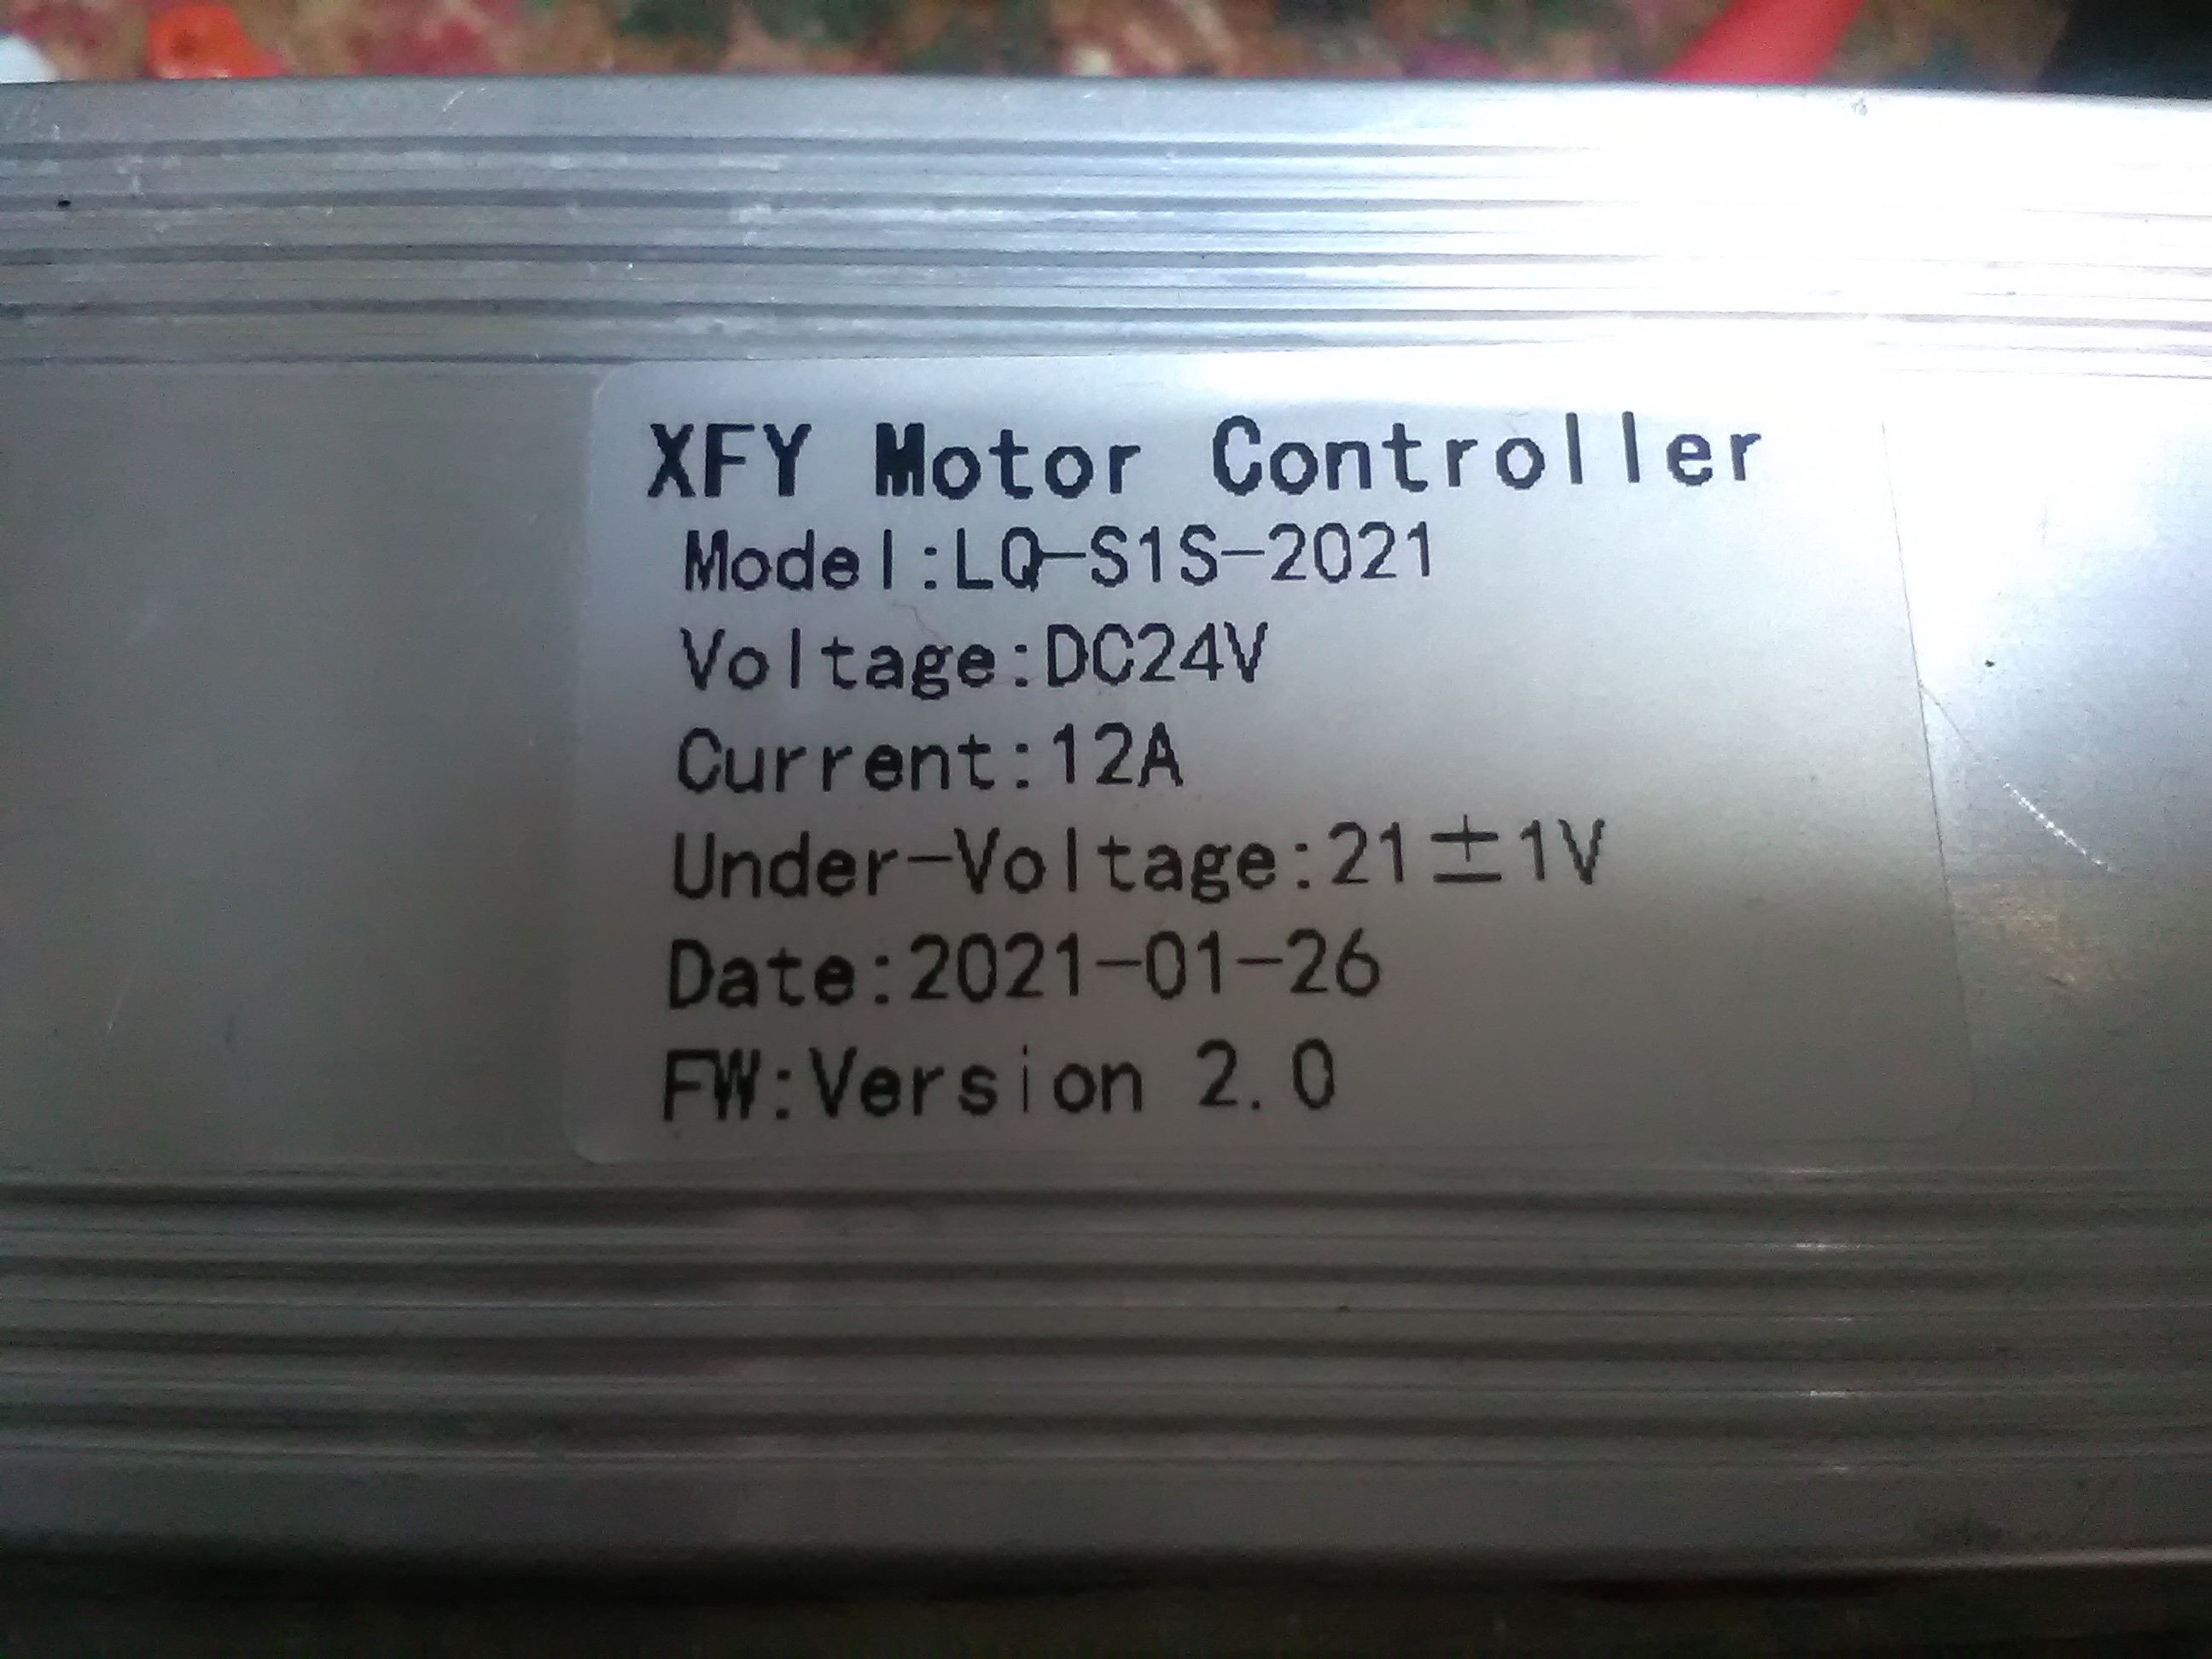 XFY Motor Controller
Model:LQ-S1S-2021
Voltage:DC24V
Current:12A
Under-Voltage:21±1V
Date:2021-01-26
FW:Version 2.0